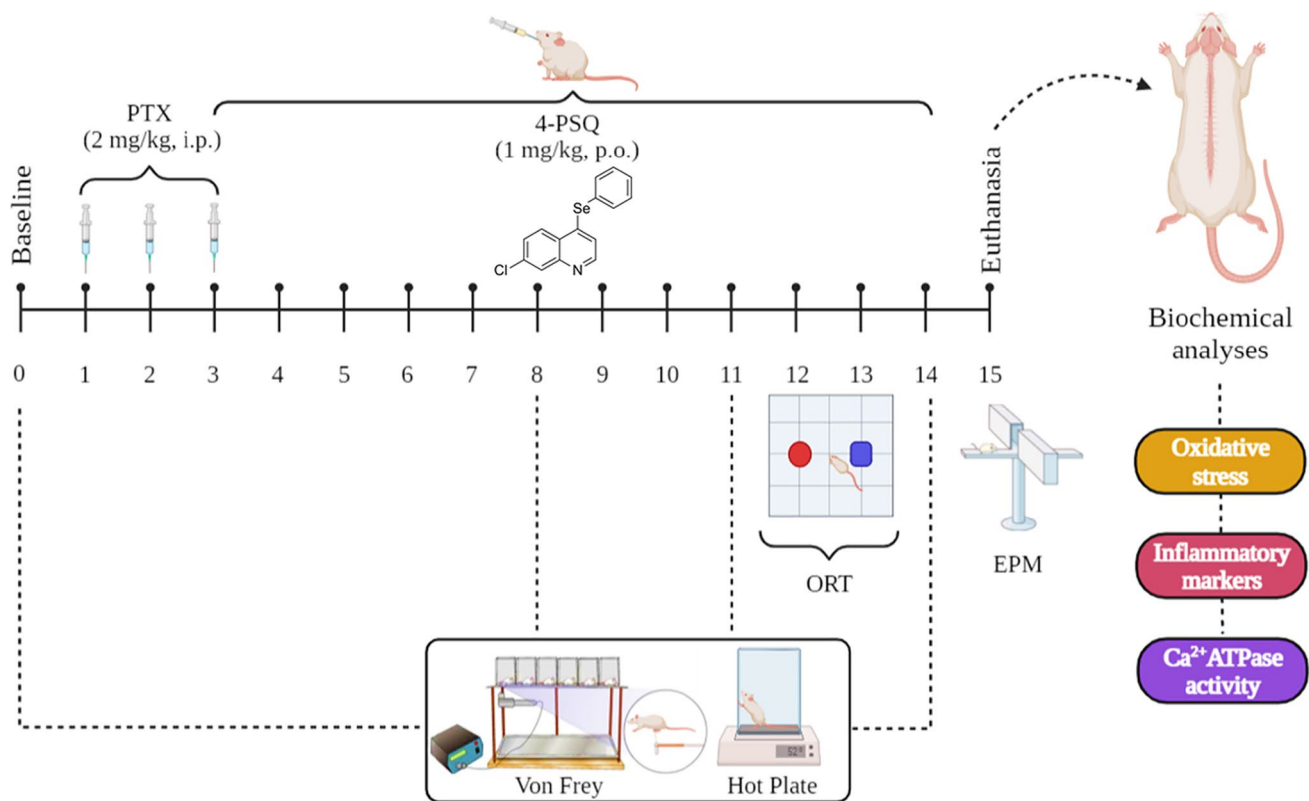 PTX
(2 mg/kg, i.p.)
4-PSQ
(1 mg/kg, p.o.)
Se
Cl
N
Baseline
Euthanasia
0 1 2 3 4 5 6 7 8 9 10 11 12 13 14 15
Biochemical
analyses
Oxidative
stress
Inflammatory
markers
Ca²⁺ATPase
activity
ORT
EPM
52°
Von Frey
Hot Plate